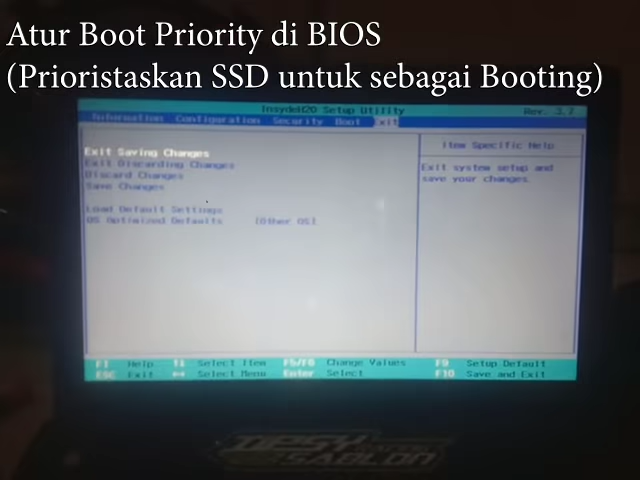 Atur Boot Priority di BIOS
(Prioristaskan SSD untuk sebagai Booting)
InsydeH20 Setup Utility Rev. 3.7
Information Configuration Security Boot Exit
Item Specific Help
Exit Saving Changes
Exit Discarding Changes
Discard Changes
Save Changes
Load Default Settings
OS Optimized Defaults [Other OS]
Exit system setup and
save your changes.
F1 Help ↑↓ Select Item F5/F6 Change Values F9 Setup Default
ESC Exit ←→ Select Menu Enter Select F10 Save and Exit
SABLON